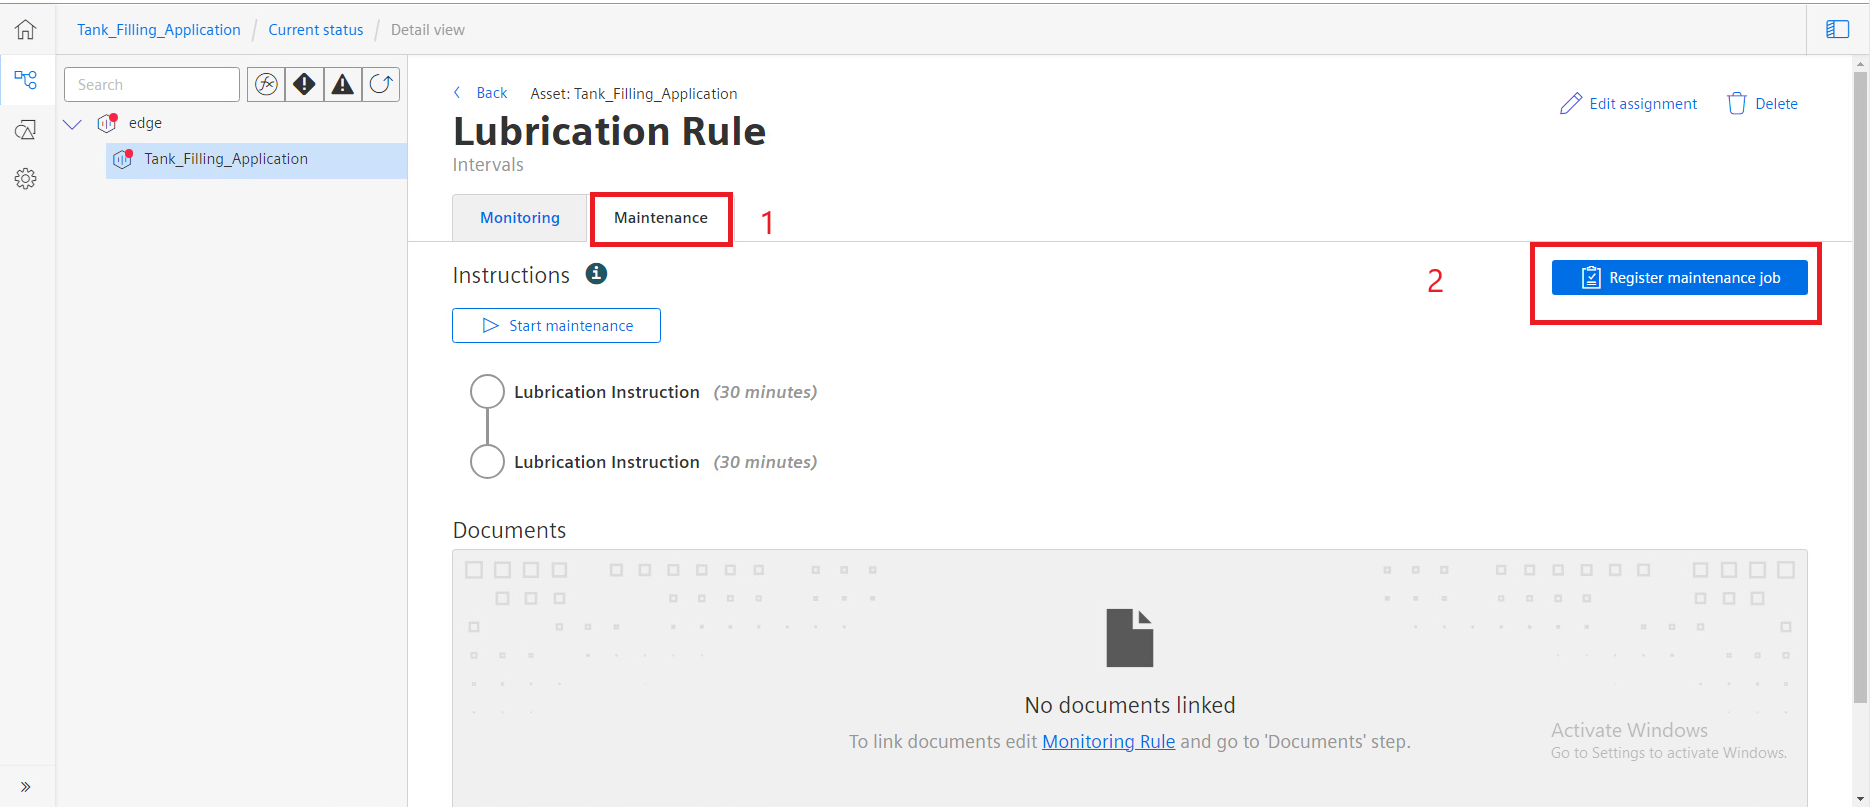 Tank_Filling_Application / Current status / Detail view
Search
edge
Tank_Filling_Application
Back Asset: Tank_Filling_Application
Edit assignment Delete
Lubrication Rule
Intervals
Monitoring Maintenance 1
Instructions
2 Register maintenance job
Start maintenance
Lubrication Instruction (30 minutes)
Lubrication Instruction (30 minutes)
Documents
No documents linked
To link documents edit Monitoring Rule and go to 'Documents' step.
Activate Windows
Go to Settings to activate Windows.